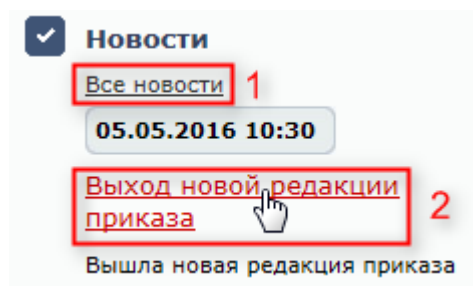 Новости
Все новости 1
05.05.2016 10:30
Выход новой редакции
приказа 2
Вышла новая редакция приказа